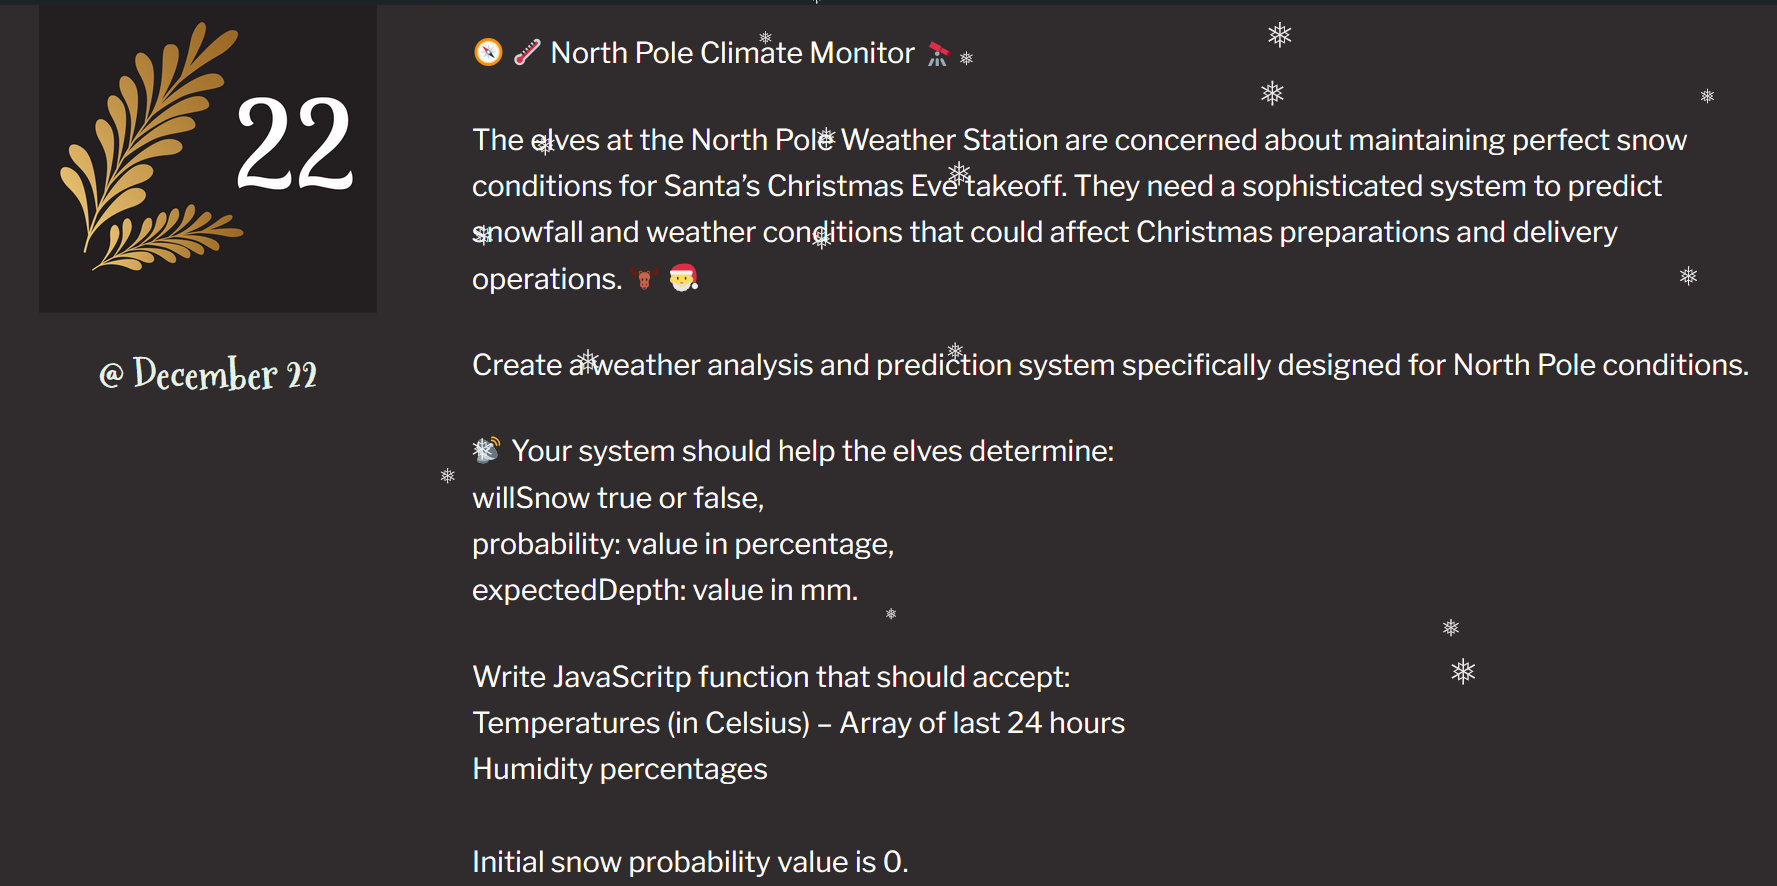 22
@ December 22
🧭 🌡️ North Pole Climate Monitor 🔭
The elves at the North Pole Weather Station are concerned about maintaining perfect snow
conditions for Santa’s Christmas Eve takeoff. They need a sophisticated system to predict
snowfall and weather conditions that could affect Christmas preparations and delivery
operations. 🫎 🎅
Create a weather analysis and prediction system specifically designed for North Pole conditions.
📡 Your system should help the elves determine:
willSnow true or false,
probability: value in percentage,
expectedDepth: value in mm.
Write JavaScritp function that should accept:
Temperatures (in Celsius) – Array of last 24 hours
Humidity percentages
Initial snow probability value is 0.